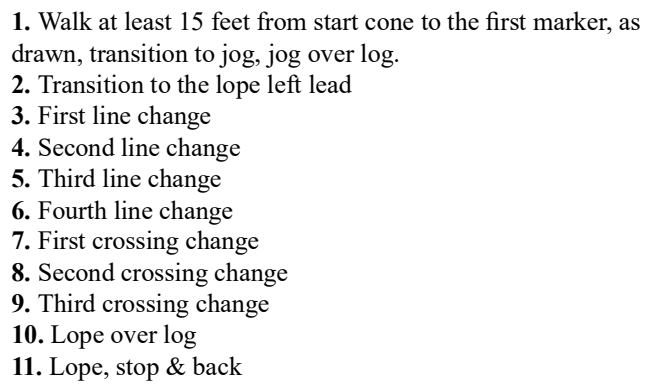 1. Walk at least 15 feet from start cone to the first marker, as
drawn, transition to jog, jog over log.
2. Transition to the lope left lead
3. First line change
4. Second line change
5. Third line change
6. Fourth line change
7. First crossing change
8. Second crossing change
9. Third crossing change
10. Lope over log
11. Lope, stop & back